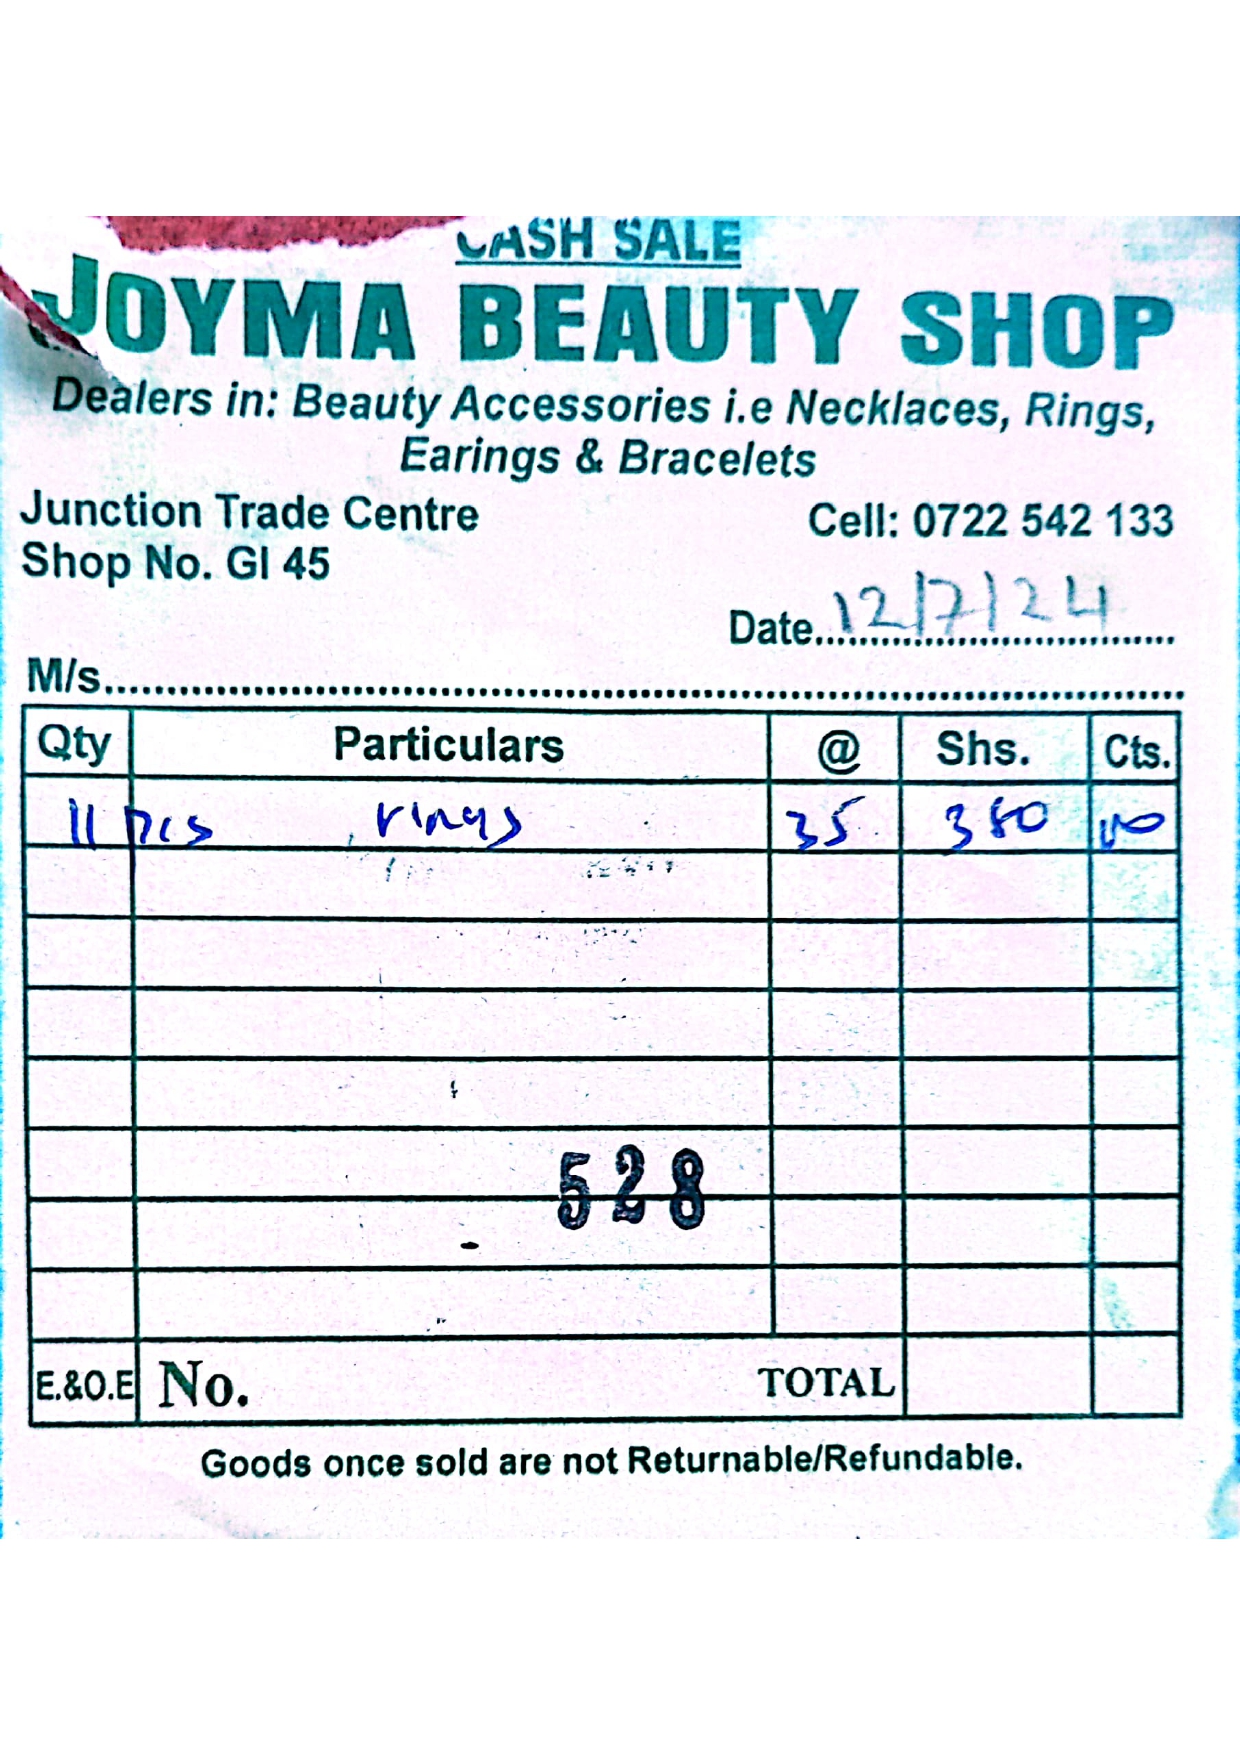 CASH SALE
JOYMA BEAUTY SHOP
Dealers in: Beauty Accessories i.e Necklaces, Rings,
Earings & Bracelets
Junction Trade Centre Cell: 0722 542 133
Shop No. GI 45
Date 12/7/24
M/s
Qty Particulars @ Shs. Cts.
11 pcs rings 35 380 00
528
E.&O.E No. TOTAL
Goods once sold are not Returnable/Refundable.